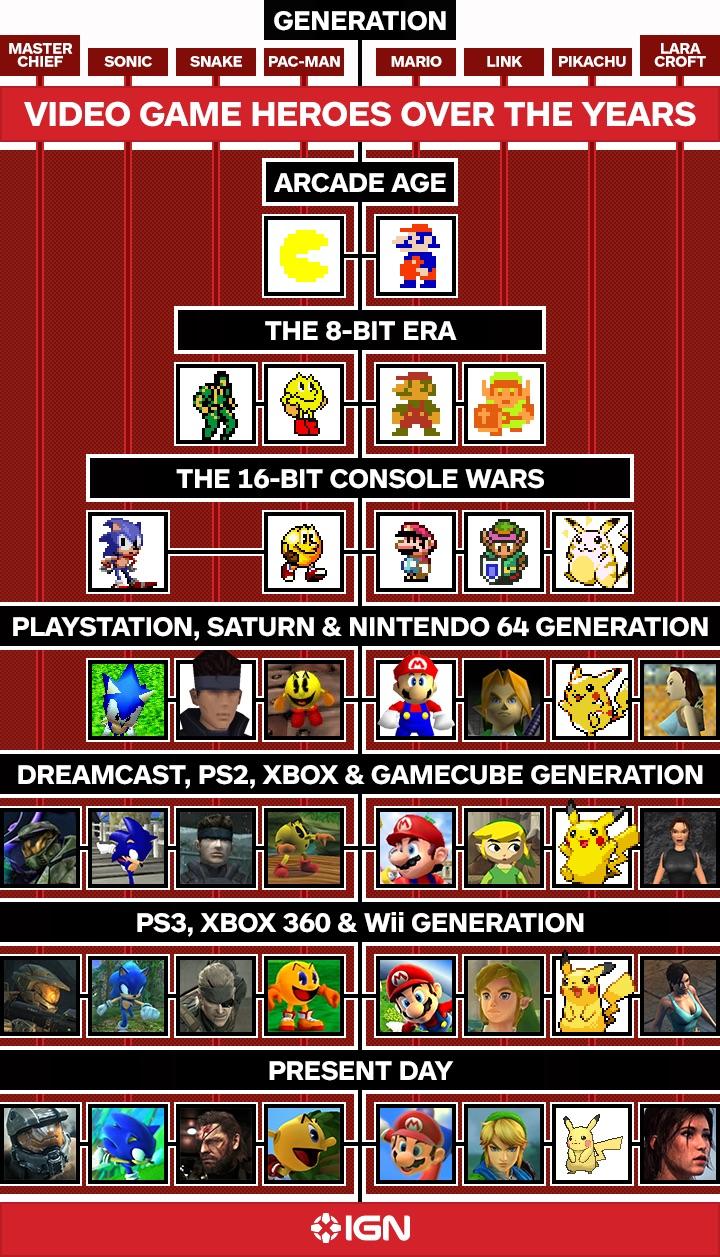 GENERATION
MASTER
CHIEF
SONIC
SNAKE
PAC-MAN
MARIO
LINK
PIKACHU
LARA
CROFT
VIDEO GAME HEROES OVER THE YEARS
ARCADE AGE
THE 8-BIT ERA
THE 16-BIT CONSOLE WARS
PLAYSTATION, SATURN & NINTENDO 64 GENERATION
DREAMCAST, PS2, XBOX & GAMECUBE GENERATION
PS3, XBOX 360 & Wii GENERATION
PRESENT DAY
IGN